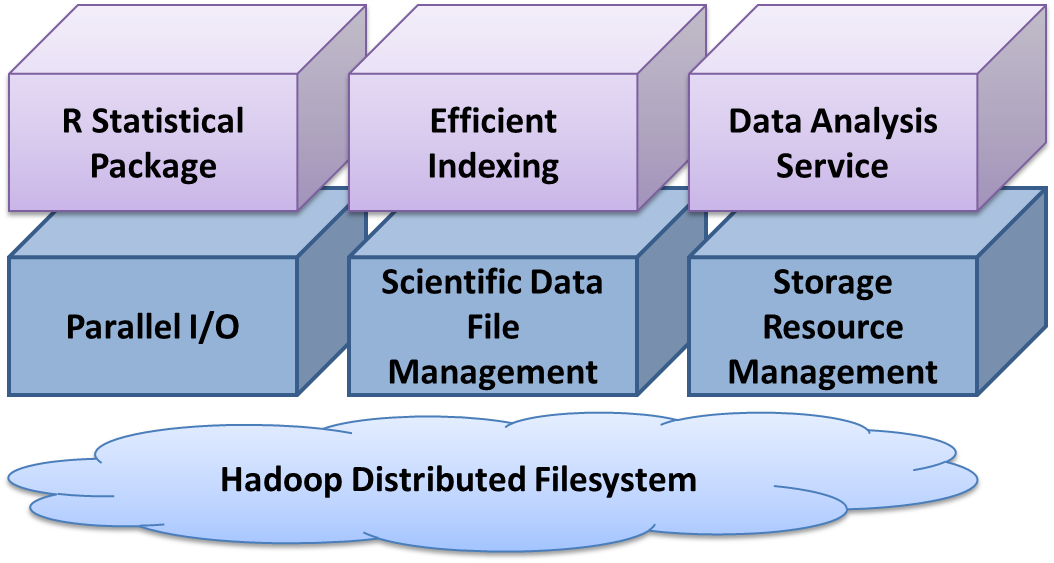 R Statistical
Package
Efficient
Indexing
Data Analysis
Service
Parallel I/O
Scientific Data
File
Management
Storage
Resource
Management
Hadoop Distributed Filesystem